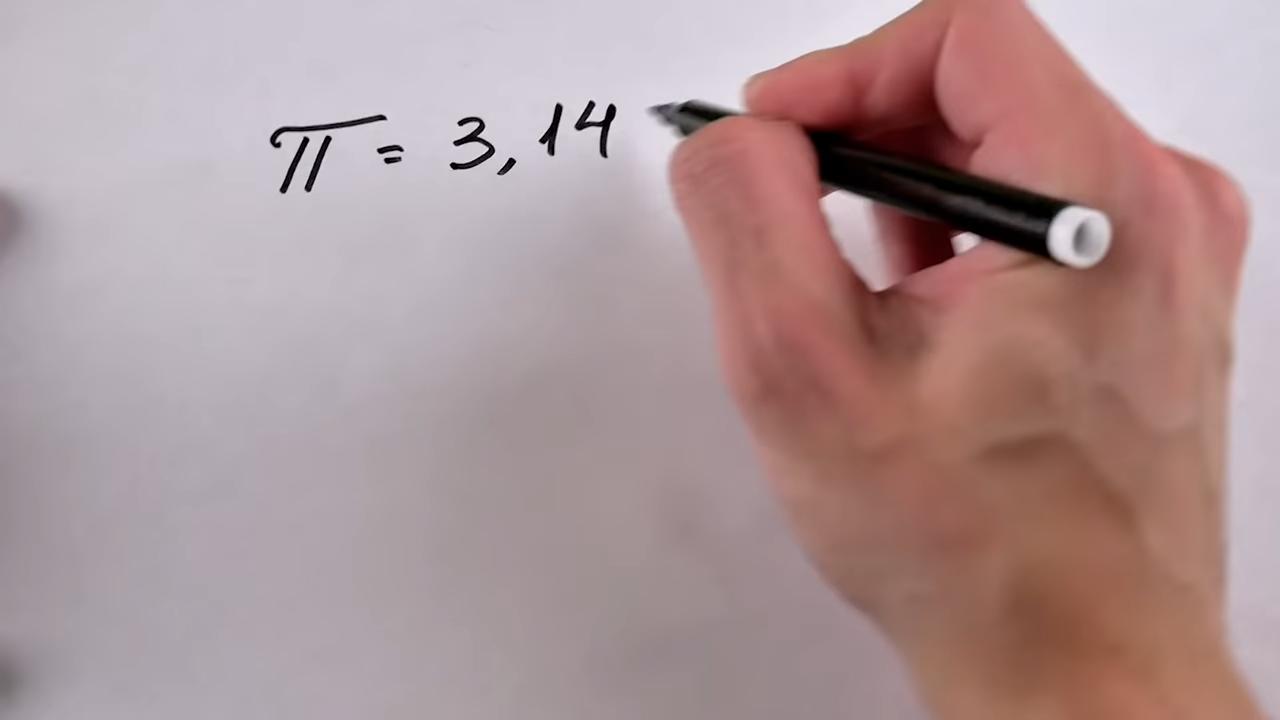 π = 3,14